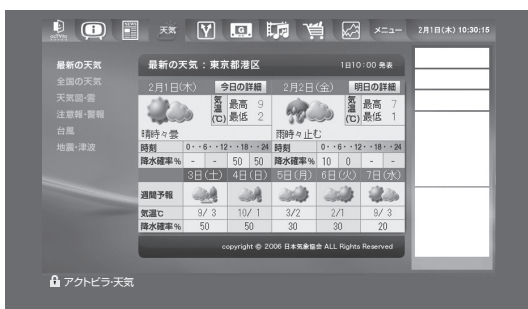 acTVila
天気
メニュー
2月1日(木) 10:30:15
最新の天気
全国の天気
天気図・雲
注意報・警報
台風
地震・津波
最新の天気：東京都港区
1日10:00 発表
2月1日(木) 今日の詳細 2月2日(金) 明日の詳細
気温(℃) 最高 9 最低 2
気温(℃) 最高 7 最低 1
晴時々曇 雨時々止む
時刻 0・・6・・12・・18・・24 時刻 0・・6・・12・・18・・24
降水確率% - - 50 50 降水確率% 10 0 - -
3日(土) 4日(日) 5日(月) 6日(火) 7日(水)
週間予報
気温℃ 9/ 3 10/ 1 3/2 2/1 9/ 3
降水確率% 50 50 30 30 20
copyright © 2006 日本気象協会 ALL Rights Reserved
アクトビラ・天気